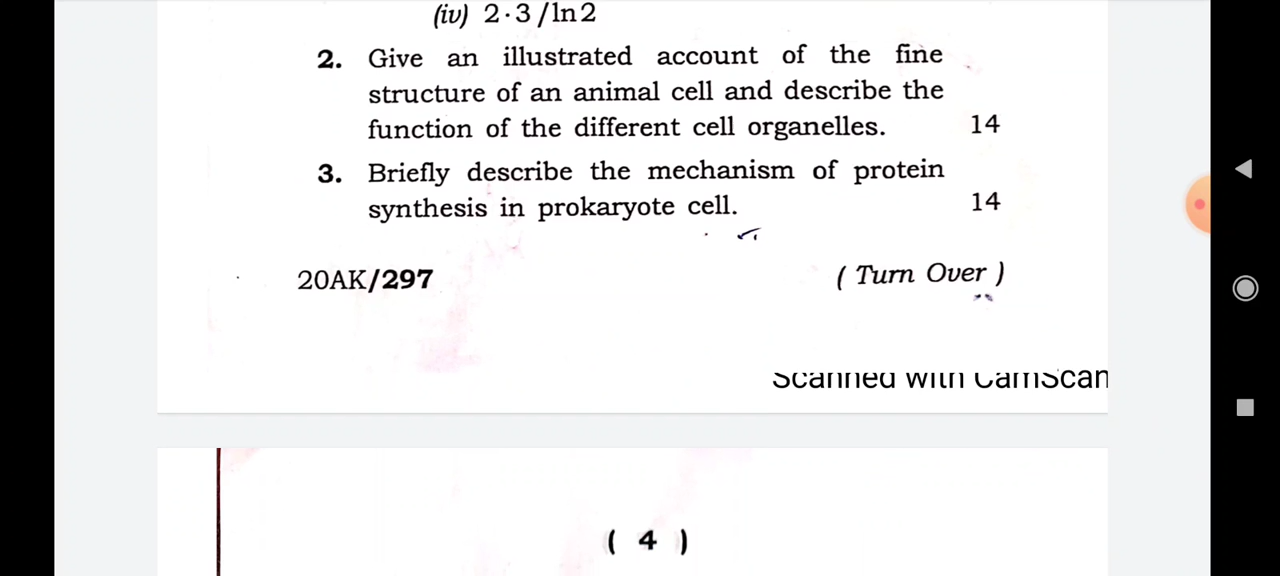 (iv) 2·3/ln2
2. Give an illustrated account of the fine
structure of an animal cell and describe the
function of the different cell organelles. 14
3. Briefly describe the mechanism of protein
synthesis in prokaryote cell. 14
20AK/297 ( Turn Over )
Scanned with CamScan
( 4 )